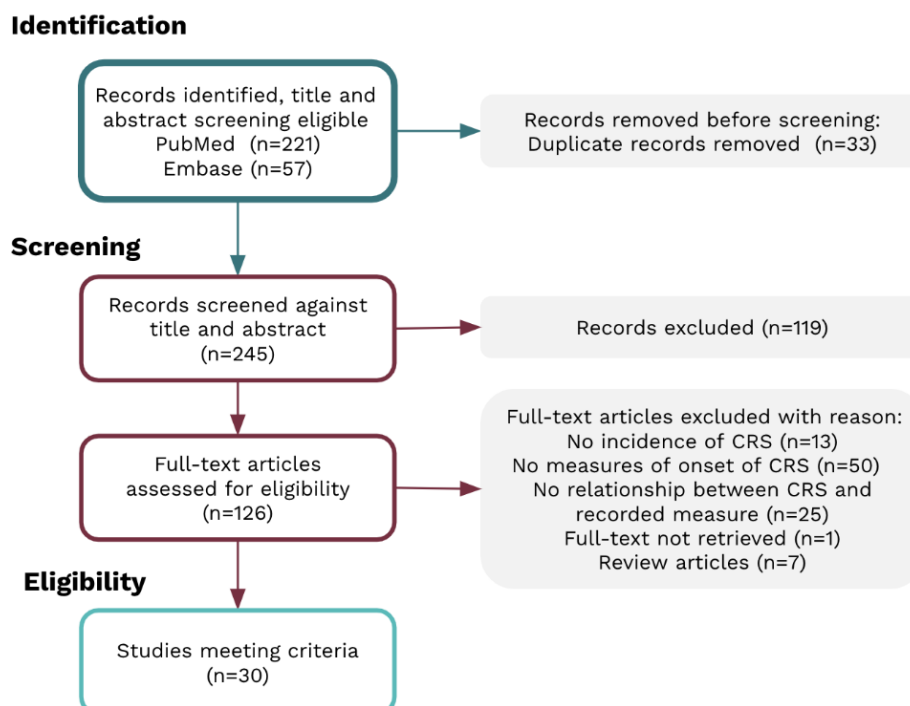 Identification
Records identified, title and
abstract screening eligible
PubMed (n=221)
Embase (n=57)
Records removed before screening:
Duplicate records removed (n=33)
Screening
Records screened against
title and abstract
(n=245)
Records excluded (n=119)
Full-text articles
assessed for eligibility
(n=126)
Full-text articles excluded with reason:
No incidence of CRS (n=13)
No measures of onset of CRS (n=50)
No relationship between CRS and
recorded measure (n=25)
Full-text not retrieved (n=1)
Review articles (n=7)
Eligibility
Studies meeting criteria
(n=30)